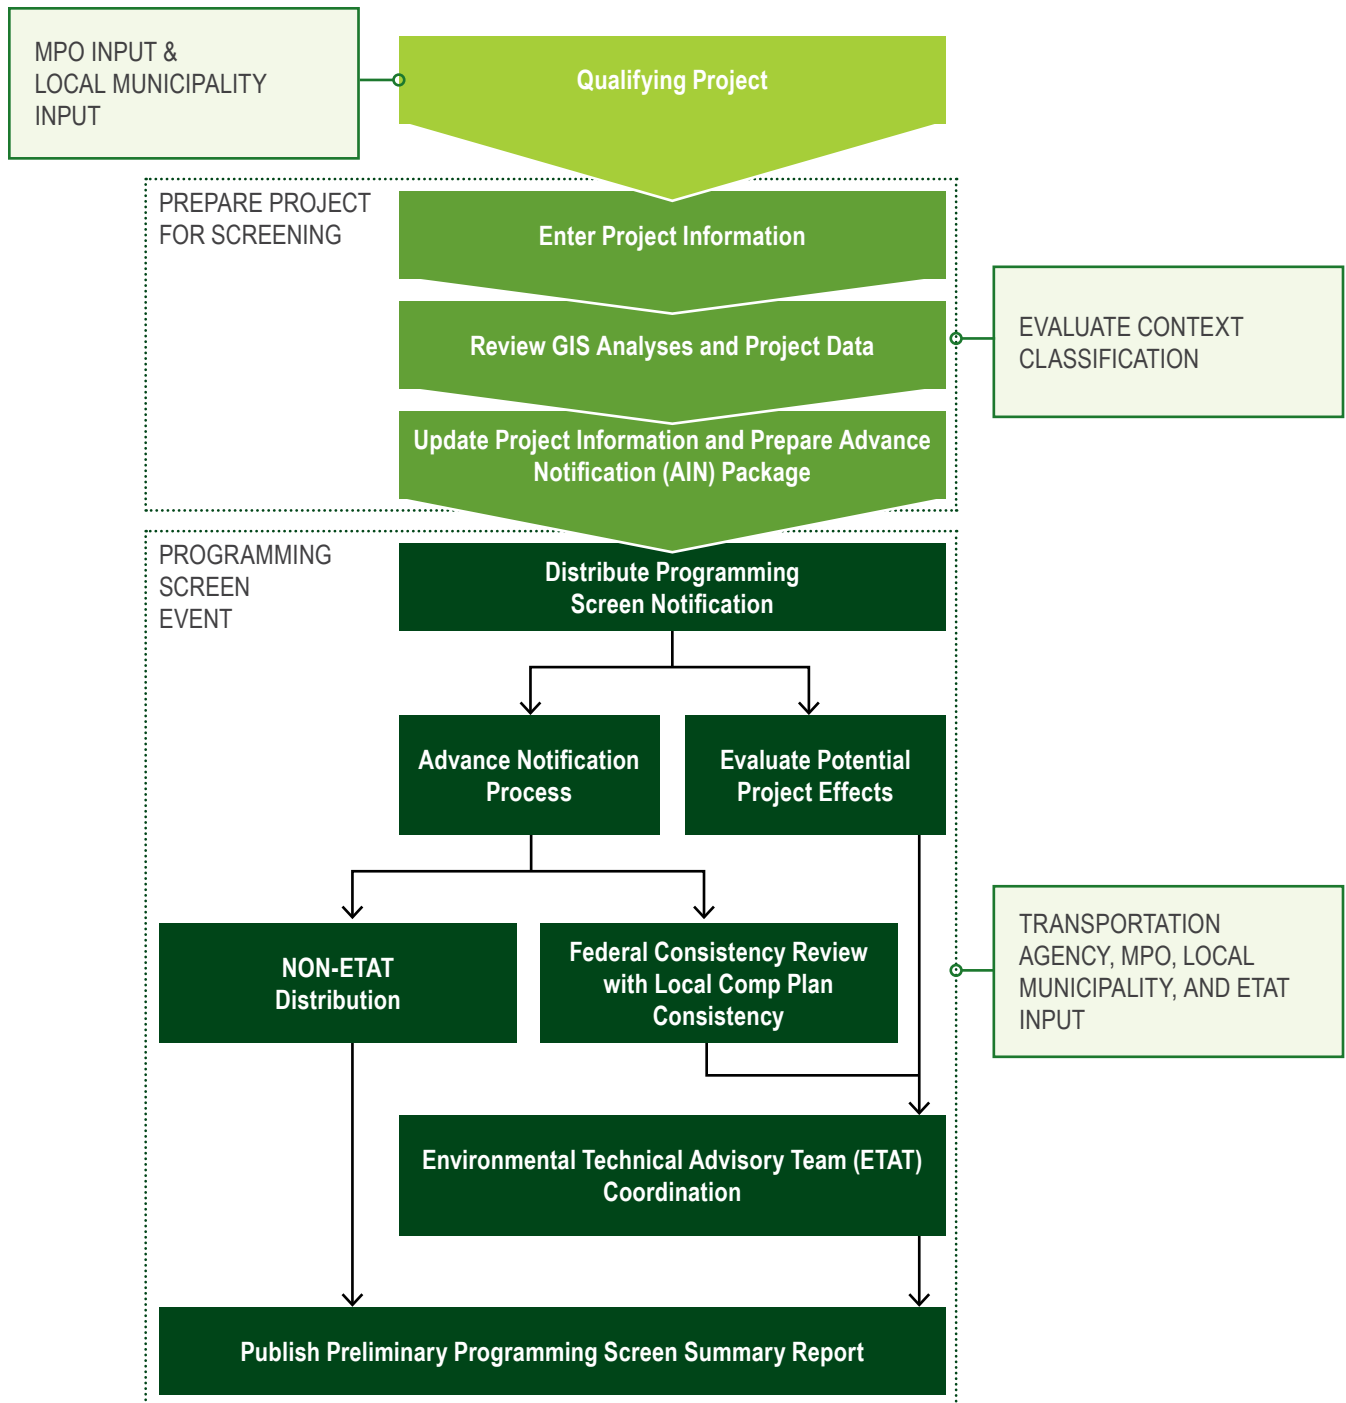 MPO INPUT &
LOCAL MUNICIPALITY
INPUT
Qualifying Project
PREPARE PROJECT
FOR SCREENING
Enter Project Information
Review GIS Analyses and Project Data
EVALUATE CONTEXT
CLASSIFICATION
Update Project Information and Prepare Advance
Notification (AIN) Package
PROGRAMMING
SCREEN
EVENT
Distribute Programming
Screen Notification
Advance Notification
Process
Evaluate Potential
Project Effects
NON-ETAT
Distribution
Federal Consistency Review
with Local Comp Plan
Consistency
TRANSPORTATION
AGENCY, MPO, LOCAL
MUNICIPALITY, AND ETAT
INPUT
Environmental Technical Advisory Team (ETAT)
Coordination
Publish Preliminary Programming Screen Summary Report